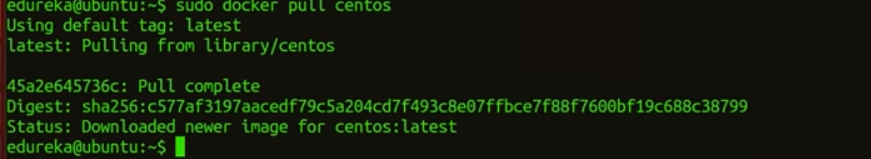 edureka@ubuntu:~$ sudo docker pull centos
Using default tag: latest
latest: Pulling from library/centos
45a2e645736c: Pull complete
Digest: sha256:c577af3197aacedf79c5a204cd7f493c8e07ffbce7f88f7600bf19c688c38799
Status: Downloaded newer image for centos:latest
edureka@ubuntu:~$